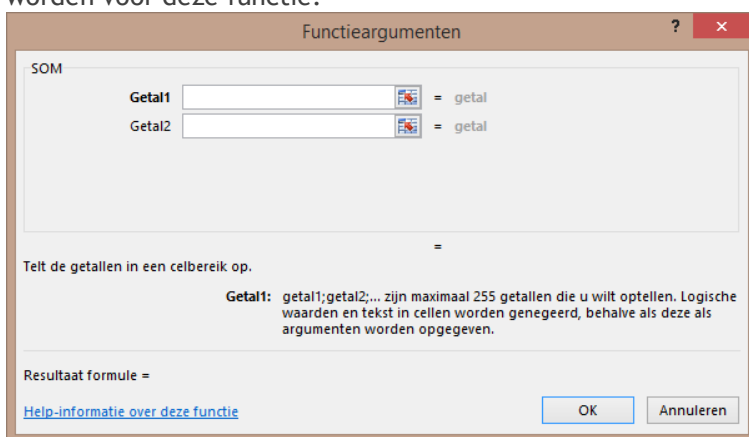 worden voor deze functie:
Functieargumenten ? ×
SOM
Getal1 = getal
Getal2 = getal
=
Telt de getallen in een celbereik op.
Getal1: getal1;getal2;... zijn maximaal 255 getallen die u wilt optellen. Logische
waarden en tekst in cellen worden genegeerd, behalve als deze als
argumenten worden opgegeven.
Resultaat formule =
Help-informatie over deze functie OK Annuleren